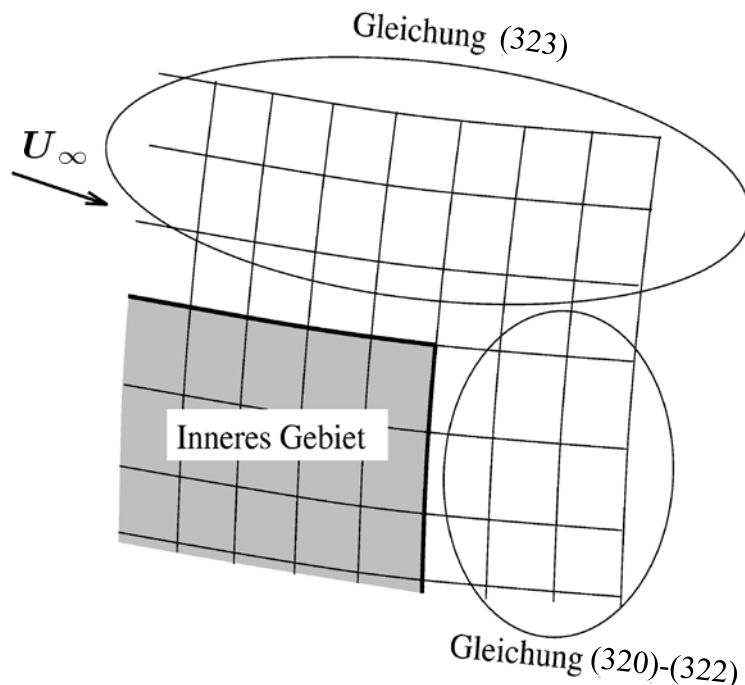 Gleichung (323)
U∞
Inneres Gebiet
Gleichung (320)-(322)